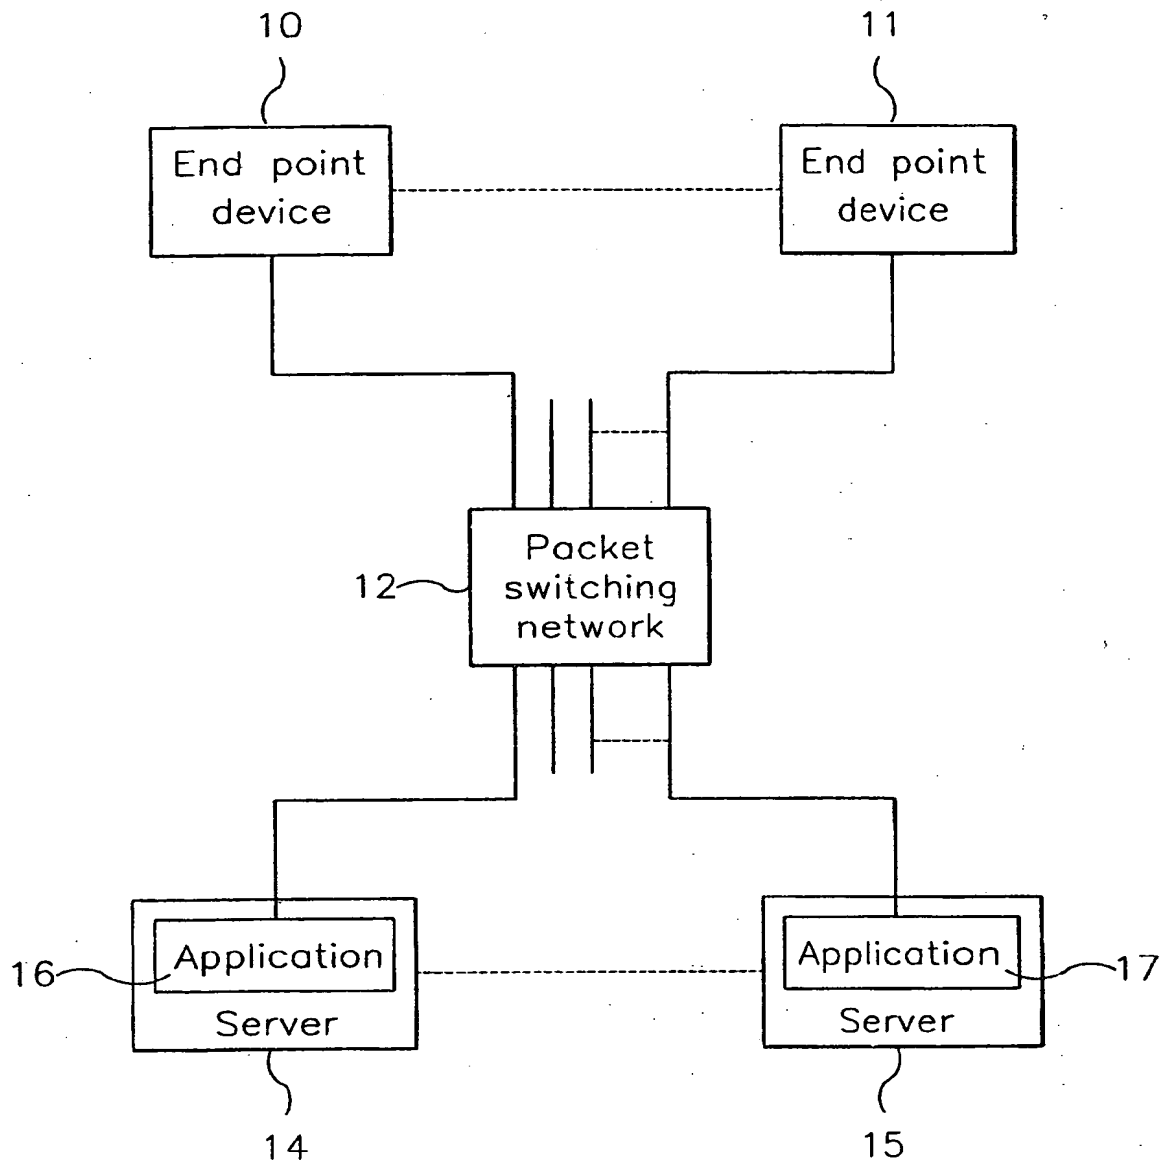 10
11
End point
device
End point
device
12
Packet
switching
network
16
Application
Server
Application
17
Server
14
15